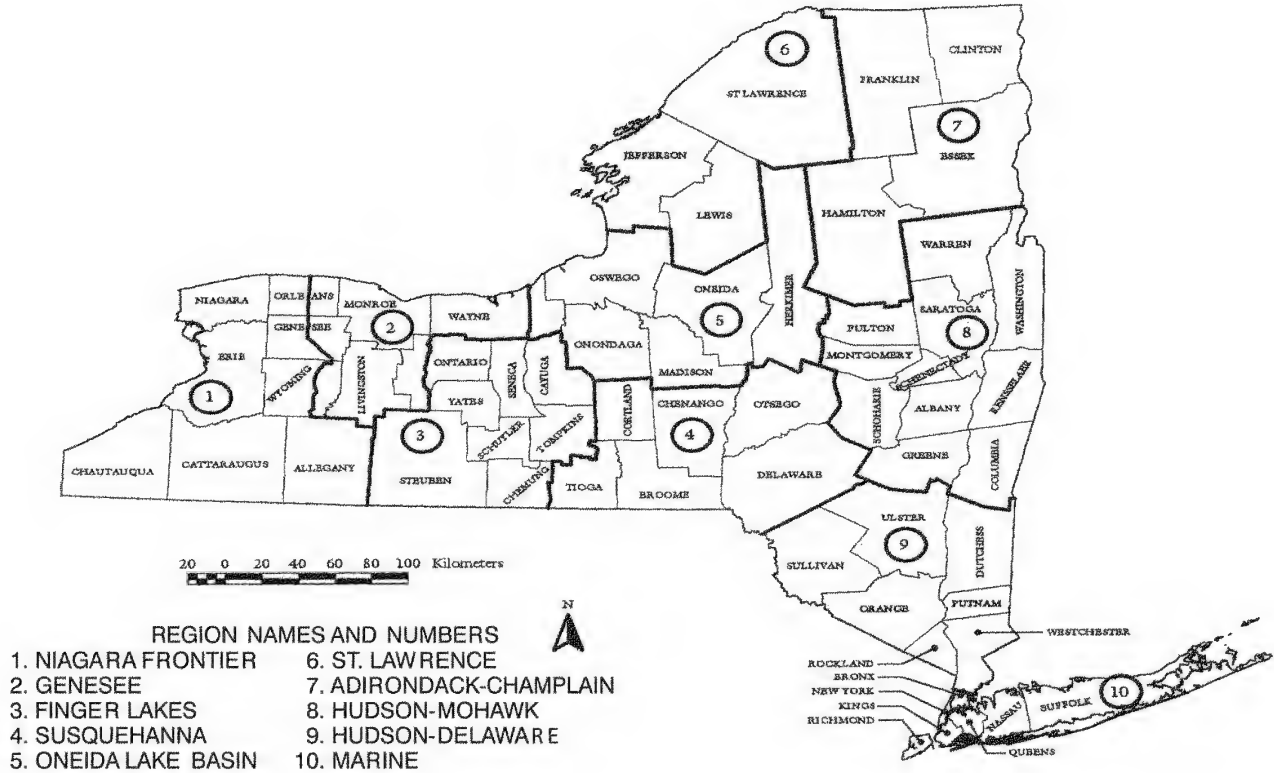 6
CLINTON
FRANKLIN
ST LAWRENCE
7
ESSEX
JEFFERSON
LEWIS
HAMILTON
WARREN
OSWEGO
ONEIDA
HERKIMER
WASHINGTON
NIAGARA
ORLEANS
MONROE
WAYNE
SARATOGA
2
5
8
GENESEE
FULTON
ERIE
ONONDAGA
MONTGOMERY
SCHENECTADY
ONTARIO
SENECA
CAYUGA
MADISON
WYOMING
LIVINGSTON
RENSSELAER
1
YATES
CORTLAND
CHENANGO
OTSEGO
SCHOHARIE
ALBANY
3
4
SCHUYLER
TOMPKINS
GREENE
COLUMBIA
CHAUTAUQUA
CATTARAUGUS
ALLEGANY
STEUBEN
CHEMUNG
TIOGA
BROOME
DELAWARE
ULSTER
9
DUTCHESS
SULLIVAN
20 0 20 40 60 80 100 Kilometers
ORANGE
PUTNAM
N
WESTCHESTER
ROCKLAND
BRONX
NEW YORK
KINGS
RICHMOND
NASSAU
SUFFOLK
10
QUEENS
REGION NAMES AND NUMBERS
1. NIAGARA FRONTIER
2. GENESEE
3. FINGER LAKES
4. SUSQUEHANNA
5. ONEIDA LAKE BASIN
6. ST. LAWRENCE
7. ADIRONDACK-CHAMPLAIN
8. HUDSON-MOHAWK
9. HUDSON-DELAWARE
10. MARINE